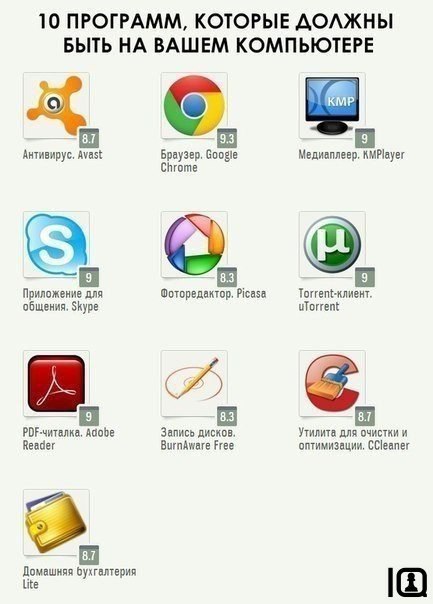 10 ПРОГРАММ, КОТОРЫЕ ДОЛЖНЫ
БЫТЬ НА ВАШЕМ КОМПЬЮТЕРЕ
a
8.7
Антивирус. Avast
9.3
Браузер. Google
Chrome
KMP
9
Медиаплеер. KMPlayer
S
9
Приложение для
общения. Skype
8.3
Фоторедактор. Picasa
µ
9
Torrent-клиент.
uTorrent
9
PDF-читалка. Adobe
Reader
8.3
Запись дисков.
BurnAware Free
8.7
Утилита для очистки и
оптимизации. CCleaner
8.7
Домашняя бухгалтерия
Lite
IQ